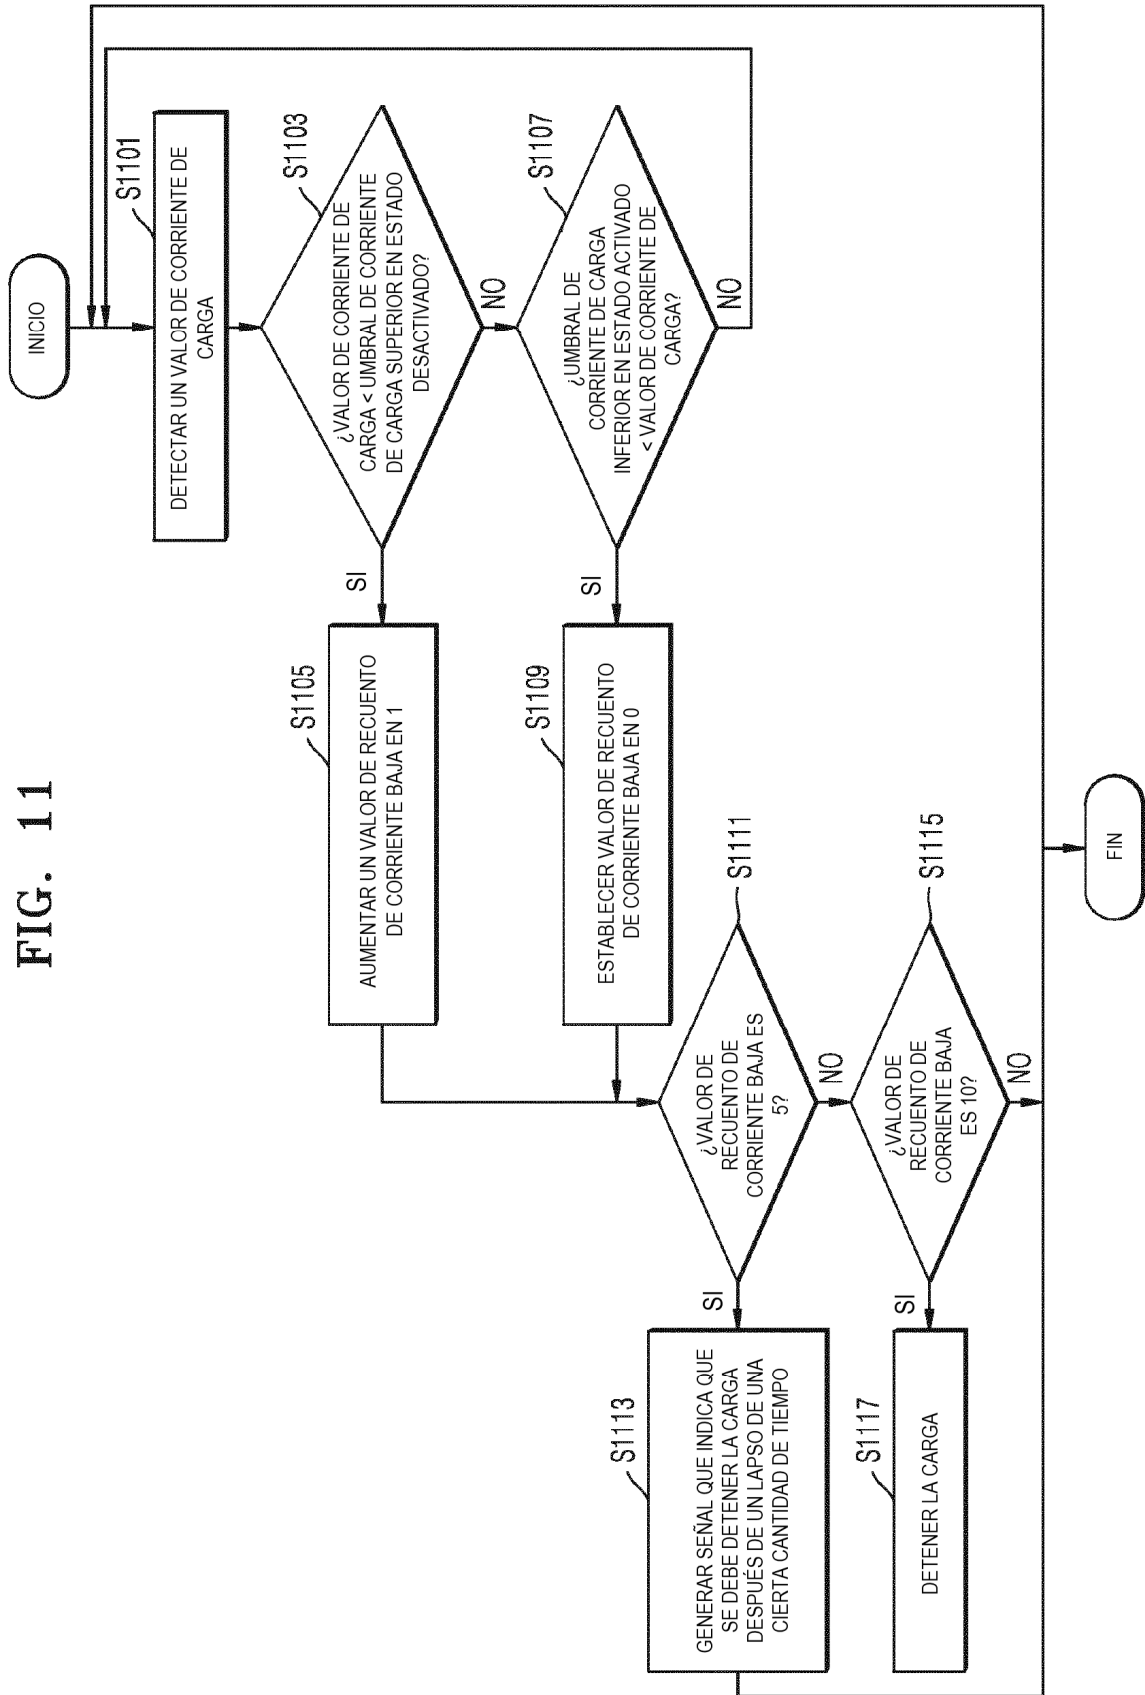 FIG. 11
INICIO
S1101
DETECTAR UN VALOR DE CORRIENTE DE
CARGA
S1103
¿VALOR DE CORRIENTE DE
CARGA < UMBRAL DE CORRIENTE
DE CARGA SUPERIOR EN ESTADO
DESACTIVADO?
SI
NO
S1105
AUMENTAR UN VALOR DE RECUENTO
DE CORRIENTE BAJA EN 1
S1107
¿UMBRAL DE
CORRIENTE DE CARGA
INFERIOR EN ESTADO ACTIVADO
< VALOR DE CORRIENTE DE
CARGA?
SI
NO
S1109
ESTABLECER VALOR DE RECUENTO
DE CORRIENTE BAJA EN 0
S1111
¿VALOR DE
RECUENTO DE
CORRIENTE BAJA ES
5?
SI
NO
S1113
GENERAR SEÑAL QUE INDICA QUE
SE DEBE DETENER LA CARGA
DESPUÉS DE UN LAPSO DE UNA
CIERTA CANTIDAD DE TIEMPO
S1115
¿VALOR DE
RECUENTO DE
CORRIENTE BAJA
ES 10?
SI
NO
S1117
DETENER LA CARGA
FIN